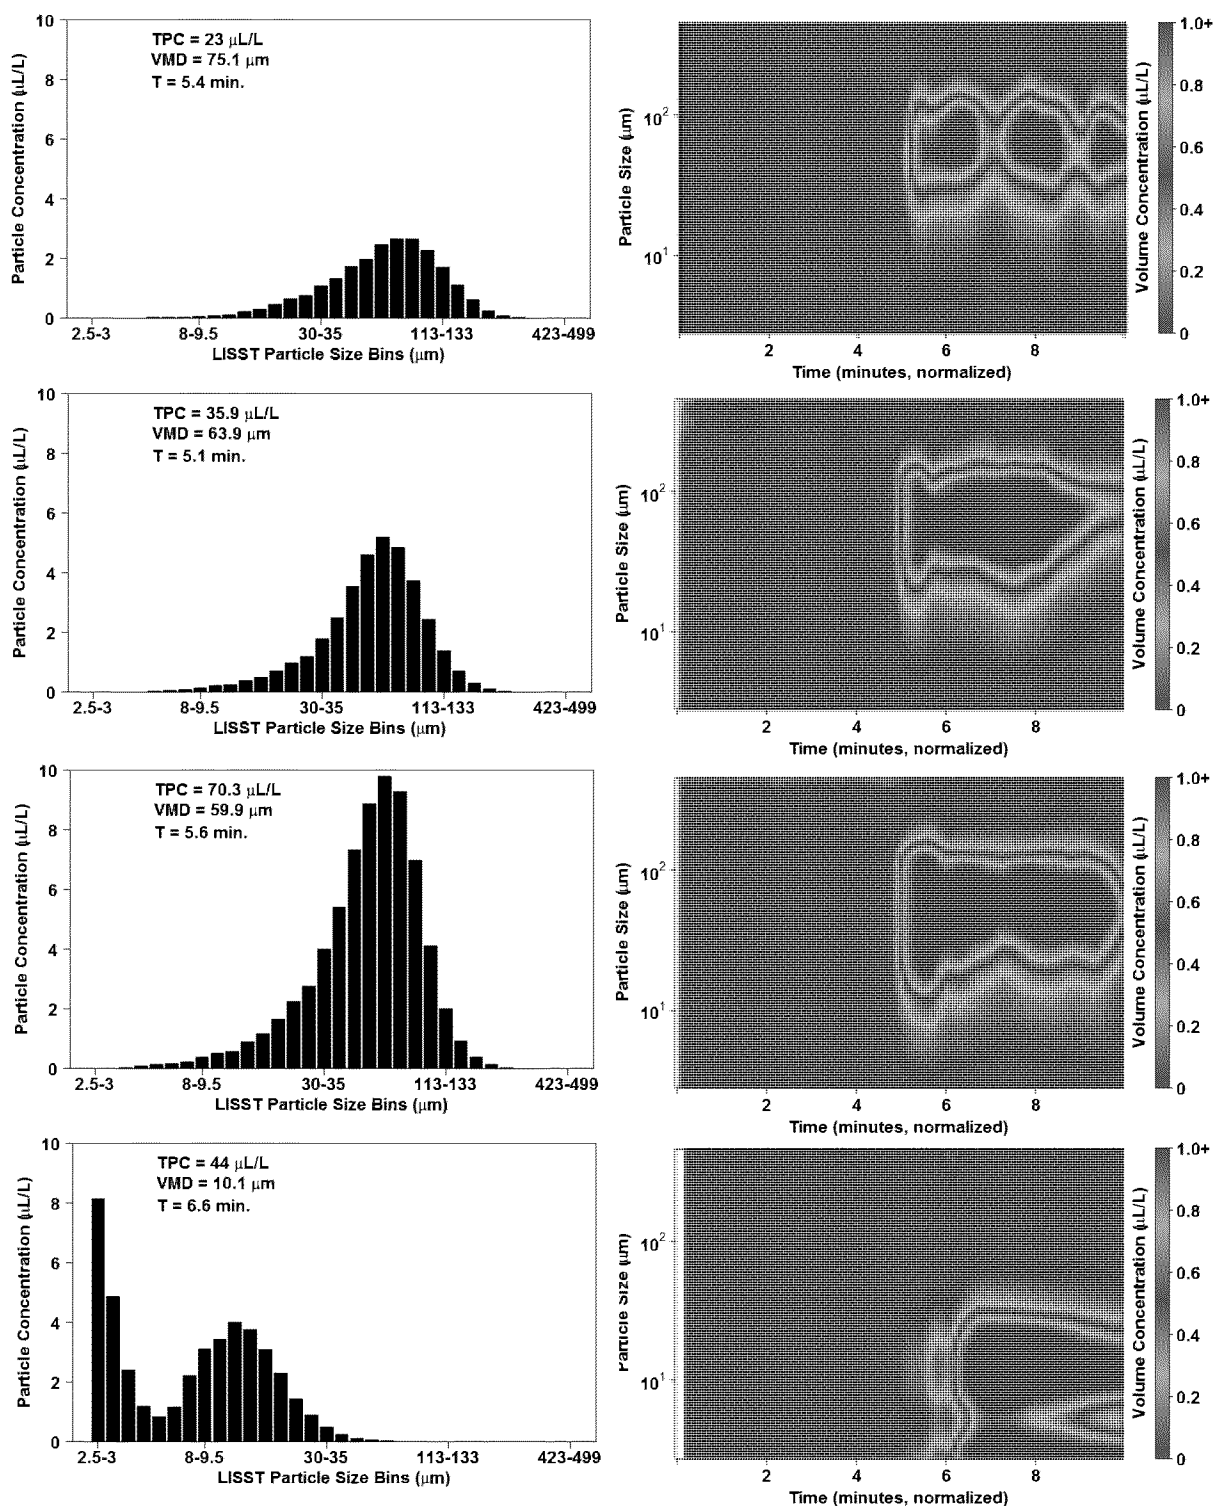 TPC = 23 μL/L
VMD = 75.1 μm
T = 5.4 min.
Particle Concentration (μL/L)
10
8
6
4
2
0
2.5-3 8-9.5 30-35 113-133 423-499
LISST Particle Size Bins (μm)
Particle Size (μm)
10²
10¹
2 4 6 8
Time (minutes, normalized)
Volume Concentration (μL/L)
1.0+
0.8
0.6
0.4
0.2
0
TPC = 35.9 μL/L
VMD = 63.9 μm
T = 5.1 min.
Particle Concentration (μL/L)
10
8
6
4
2
0
2.5-3 8-9.5 30-35 113-133 423-499
LISST Particle Size Bins (μm)
Particle Size (μm)
10²
10¹
2 4 6 8
Time (minutes, normalized)
Volume Concentration (μL/L)
1.0+
0.8
0.6
0.4
0.2
0
TPC = 70.3 μL/L
VMD = 59.9 μm
T = 5.6 min.
Particle Concentration (μL/L)
10
8
6
4
2
0
2.5-3 8-9.5 30-35 113-133 423-499
LISST Particle Size Bins (μm)
Particle Size (μm)
10²
10¹
2 4 6 8
Time (minutes, normalized)
Volume Concentration (μL/L)
1.0+
0.8
0.6
0.4
0.2
0
TPC = 44 μL/L
VMD = 10.1 μm
T = 6.6 min.
Particle Concentration (μL/L)
10
8
6
4
2
0
2.5-3 8-9.5 30-35 113-133 423-499
LISST Particle Size Bins (μm)
Particle Size (μm)
10²
10¹
2 4 6 8
Time (minutes, normalized)
Volume Concentration (μL/L)
1.0+
0.8
0.6
0.4
0.2
0